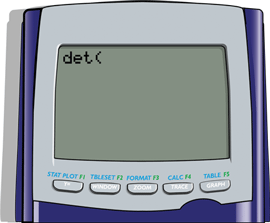 det(
STAT PLOT F1 TBLSET F2 FORMAT F3 CALC F4 TABLE F5
Y= WINDOW ZOOM TRACE GRAPH